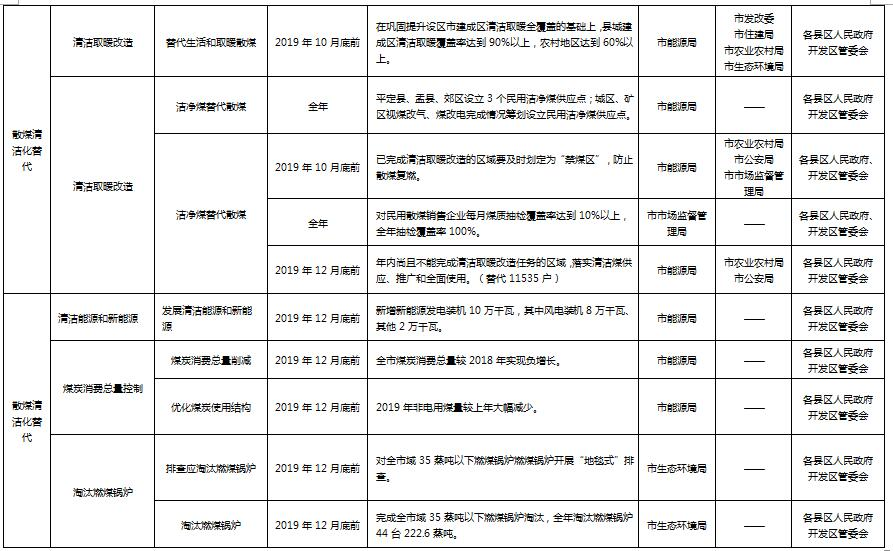 散煤清
洁化替
代
清洁取暖改造
替代生活和取暖散煤
2019 年 10 月底前
在巩固提升设区市建成区清洁取暖全覆盖的基础上,县城
建成区清洁取暖覆盖率达到 90%以上，农村地区达到 60%以
上。
市能源局
市发改委
市住建局
市农业农村局
市生态环境局
各县区人民政府
开发区管委会
清洁取暖改造
洁净煤替代散煤
全年
平定县、盂县、郊区设立 3 个民用洁净煤供应点；城区、矿
区视煤改气、煤改电完成情况筹划设立民用洁净煤供应点。
市能源局
——
各县区人民政府
开发区管委会
洁净煤替代散煤
2019 年 10 月底前
已完成清洁取暖改造的区域要及时划定为“禁煤区”，防止
散煤复燃。
市能源局
市农业农村局
市公安局
市市场监督管
理局
各县区人民政府、
开发区管委会
全年
对民用散煤销售企业每月煤质抽检覆盖率达到 10%以上，
全年抽检覆盖率 100%。
市市场监督管
理局
——
各县区人民政府、
开发区管委会
2019 年 12 月底前
年内尚且不能完成清洁取暖改造任务的区域,落实清洁煤供
应、推广和全面使用。（替代 11535 户）
市能源局
市农业农村局
市公安局
各县区人民政府
开发区管委会
散煤清
洁化替
代
清洁能源和新能源
发展清洁能源和新能
源
2019 年 12 月底前
新增新能源发电装机 10 万千瓦，其中风电装机 8 万千瓦、
其他 2 万千瓦。
市能源局
——
各县区人民政府
开发区管委会
煤炭消费总量控制
煤炭消费总量削减
2019 年 12 月底前
全市煤炭消费总量较 2018 年实现负增长。
市能源局
——
各县区人民政府
开发区管委会
优化煤炭使用结构
2019 年 12 月底前
2019 年非电用煤量较上年大幅减少。
市能源局
——
各县区人民政府
开发区管委会
淘汰燃煤锅炉
排查应淘汰燃煤锅炉
2019 年 12 月底前
对全市域 35 蒸吨以下燃煤锅炉燃煤锅炉开展“地毯式”排
查。
市生态环境局
——
各县区人民政府
开发区管委会
淘汰燃煤锅炉
2019 年 12 月底前
完成全市域 35 蒸吨以下燃煤锅炉淘汰，全年淘汰燃煤锅炉
44 台 222.6 蒸吨。
市生态环境局
——
各县区人民政府
开发区管委会